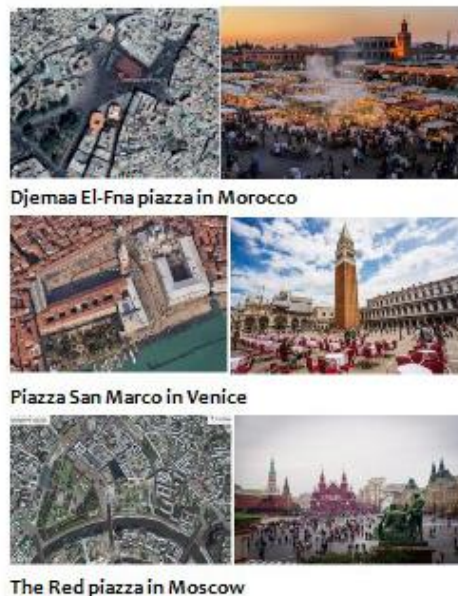 Djemaa El-Fna piazza in Morocco
Piazza San Marco in Venice
The Red piazza in Moscow